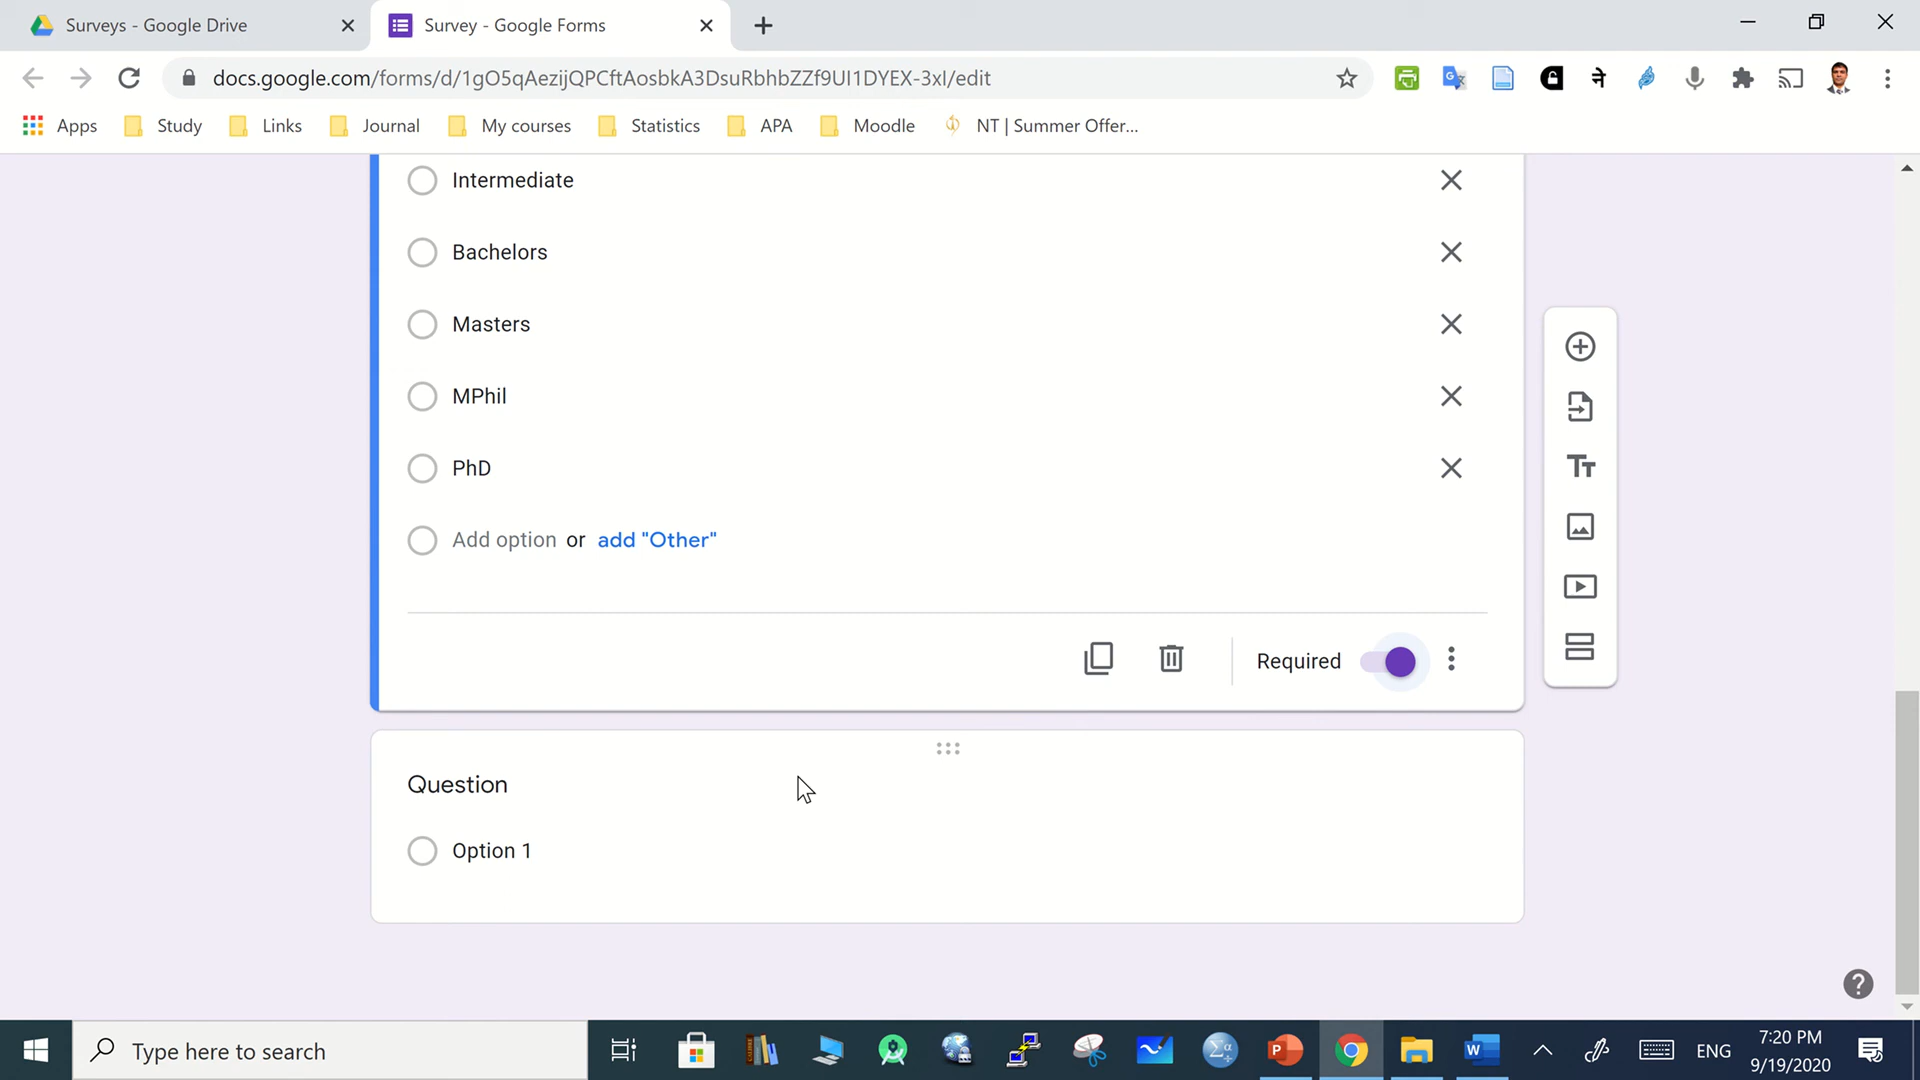 Surveys - Google Drive
Survey - Google Forms
docs.google.com/forms/d/1gO5qAezijQPCftAosbkA3DsuRbhbZZf9UI1DYEX-3xI/edit
ने
Apps
Study
Links
Journal
My courses
Statistics
APA
Moodle
NT | Summer Offer...
Intermediate
Bachelors
Masters
MPhil
PhD
Add option or add "Other"
Required
Question
Option 1
Type here to search
ENG
7:20 PM
9/19/2020